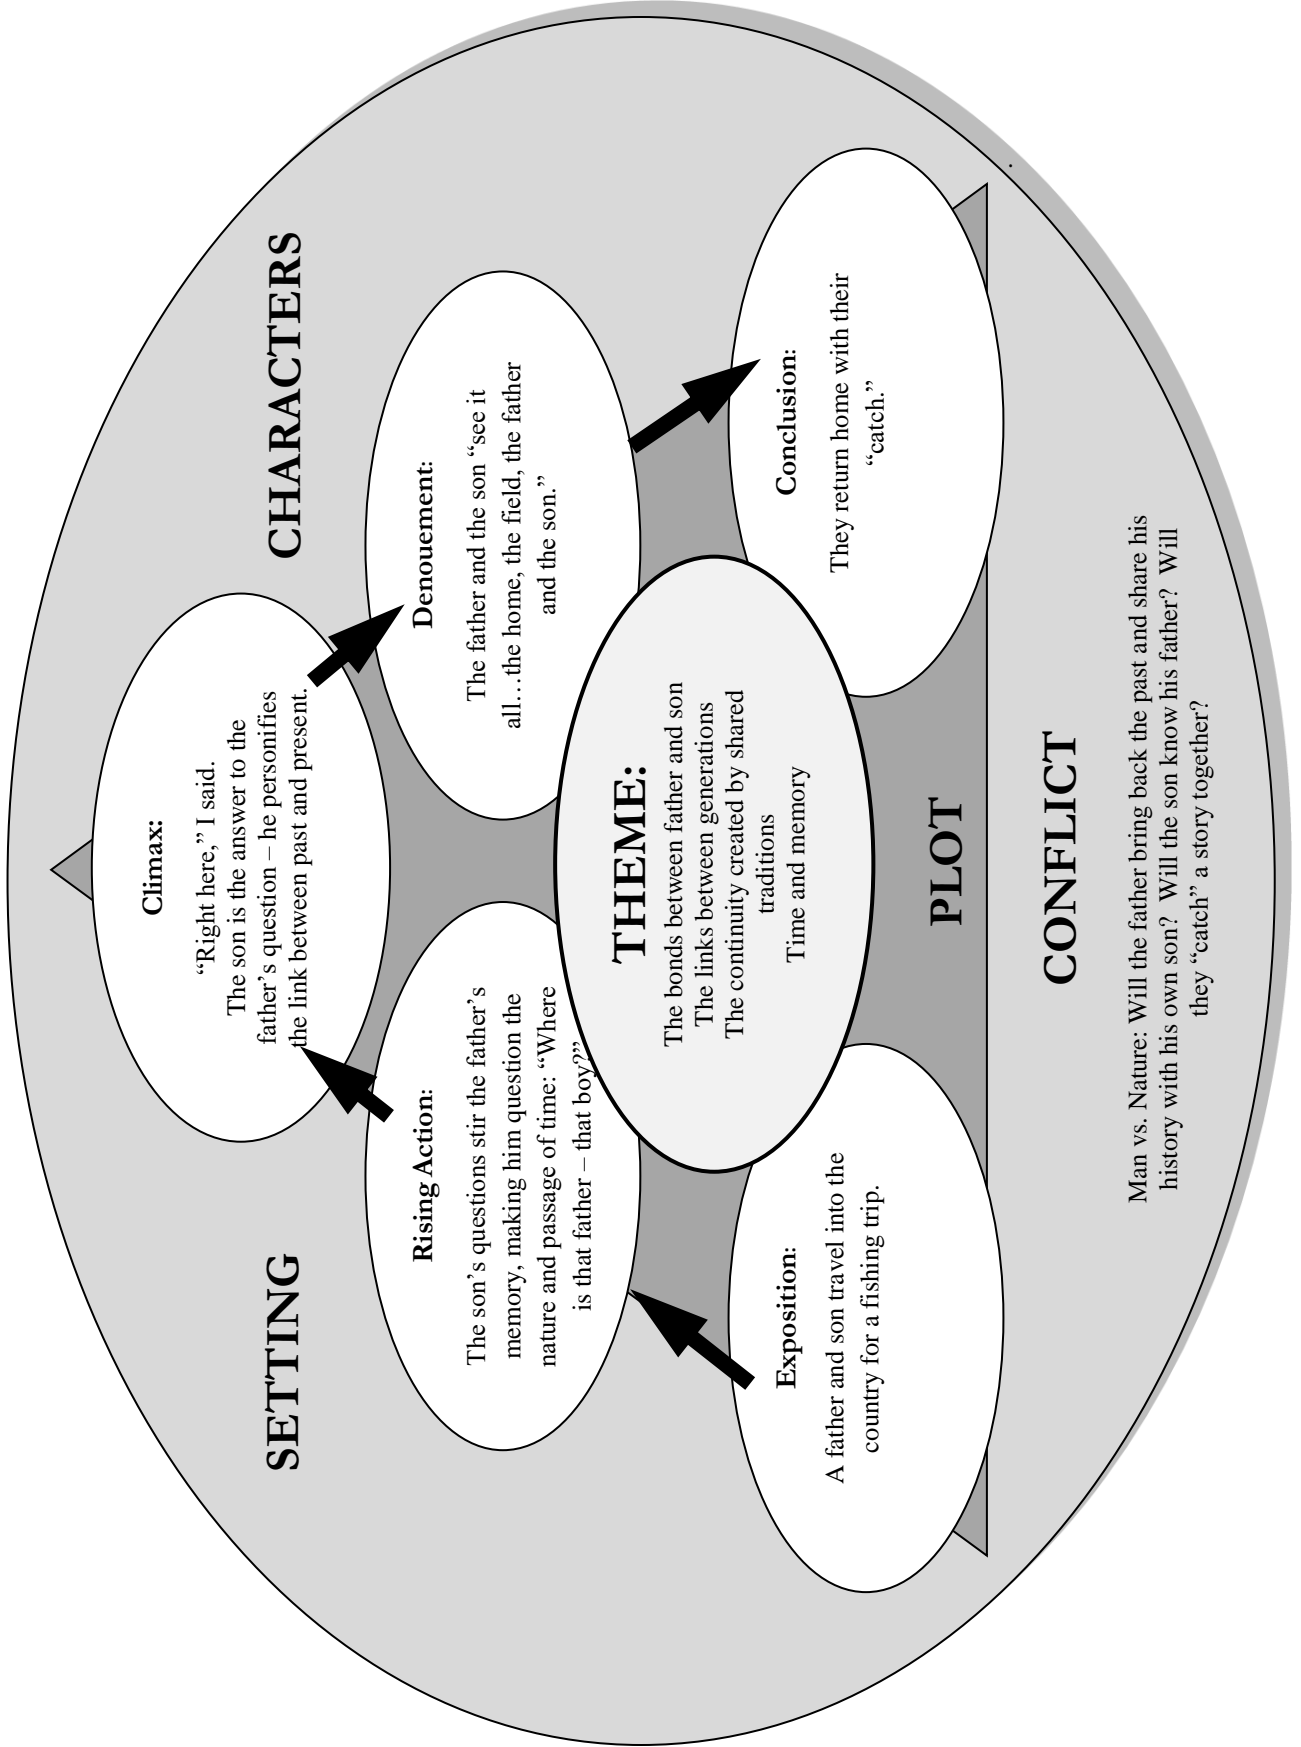 SETTING
CHARACTERS
Climax:
“Right here,” I said.
The son is the answer to the
father’s question – he personifies
the link between past and present.
Rising Action:
The son’s questions stir the father’s
memory, making him question the
nature and passage of time: “Where
is that father – that boy?”
Denouement:
The father and the son “see it
all…the home, the field, the father
and the son.”
THEME:
The bonds between father and son
The links between generations
The continuity created by shared
traditions
Time and memory
Exposition:
A father and son travel into the
country for a fishing trip.
Conclusion:
They return home with their
“catch.”
PLOT
CONFLICT
Man vs. Nature: Will the father bring back the past and share his
history with his own son? Will the son know his father? Will
they “catch” a story together?